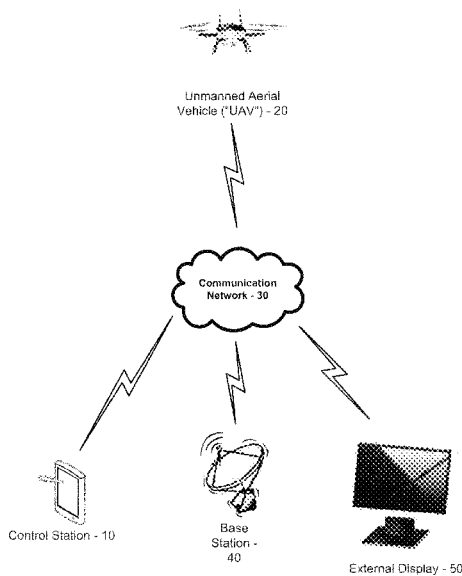 Unmanned Aerial
Vehicle ("UAV") - 20
Communication
Network - 30
Control Station - 10
Base
Station -
40
External Display - 50